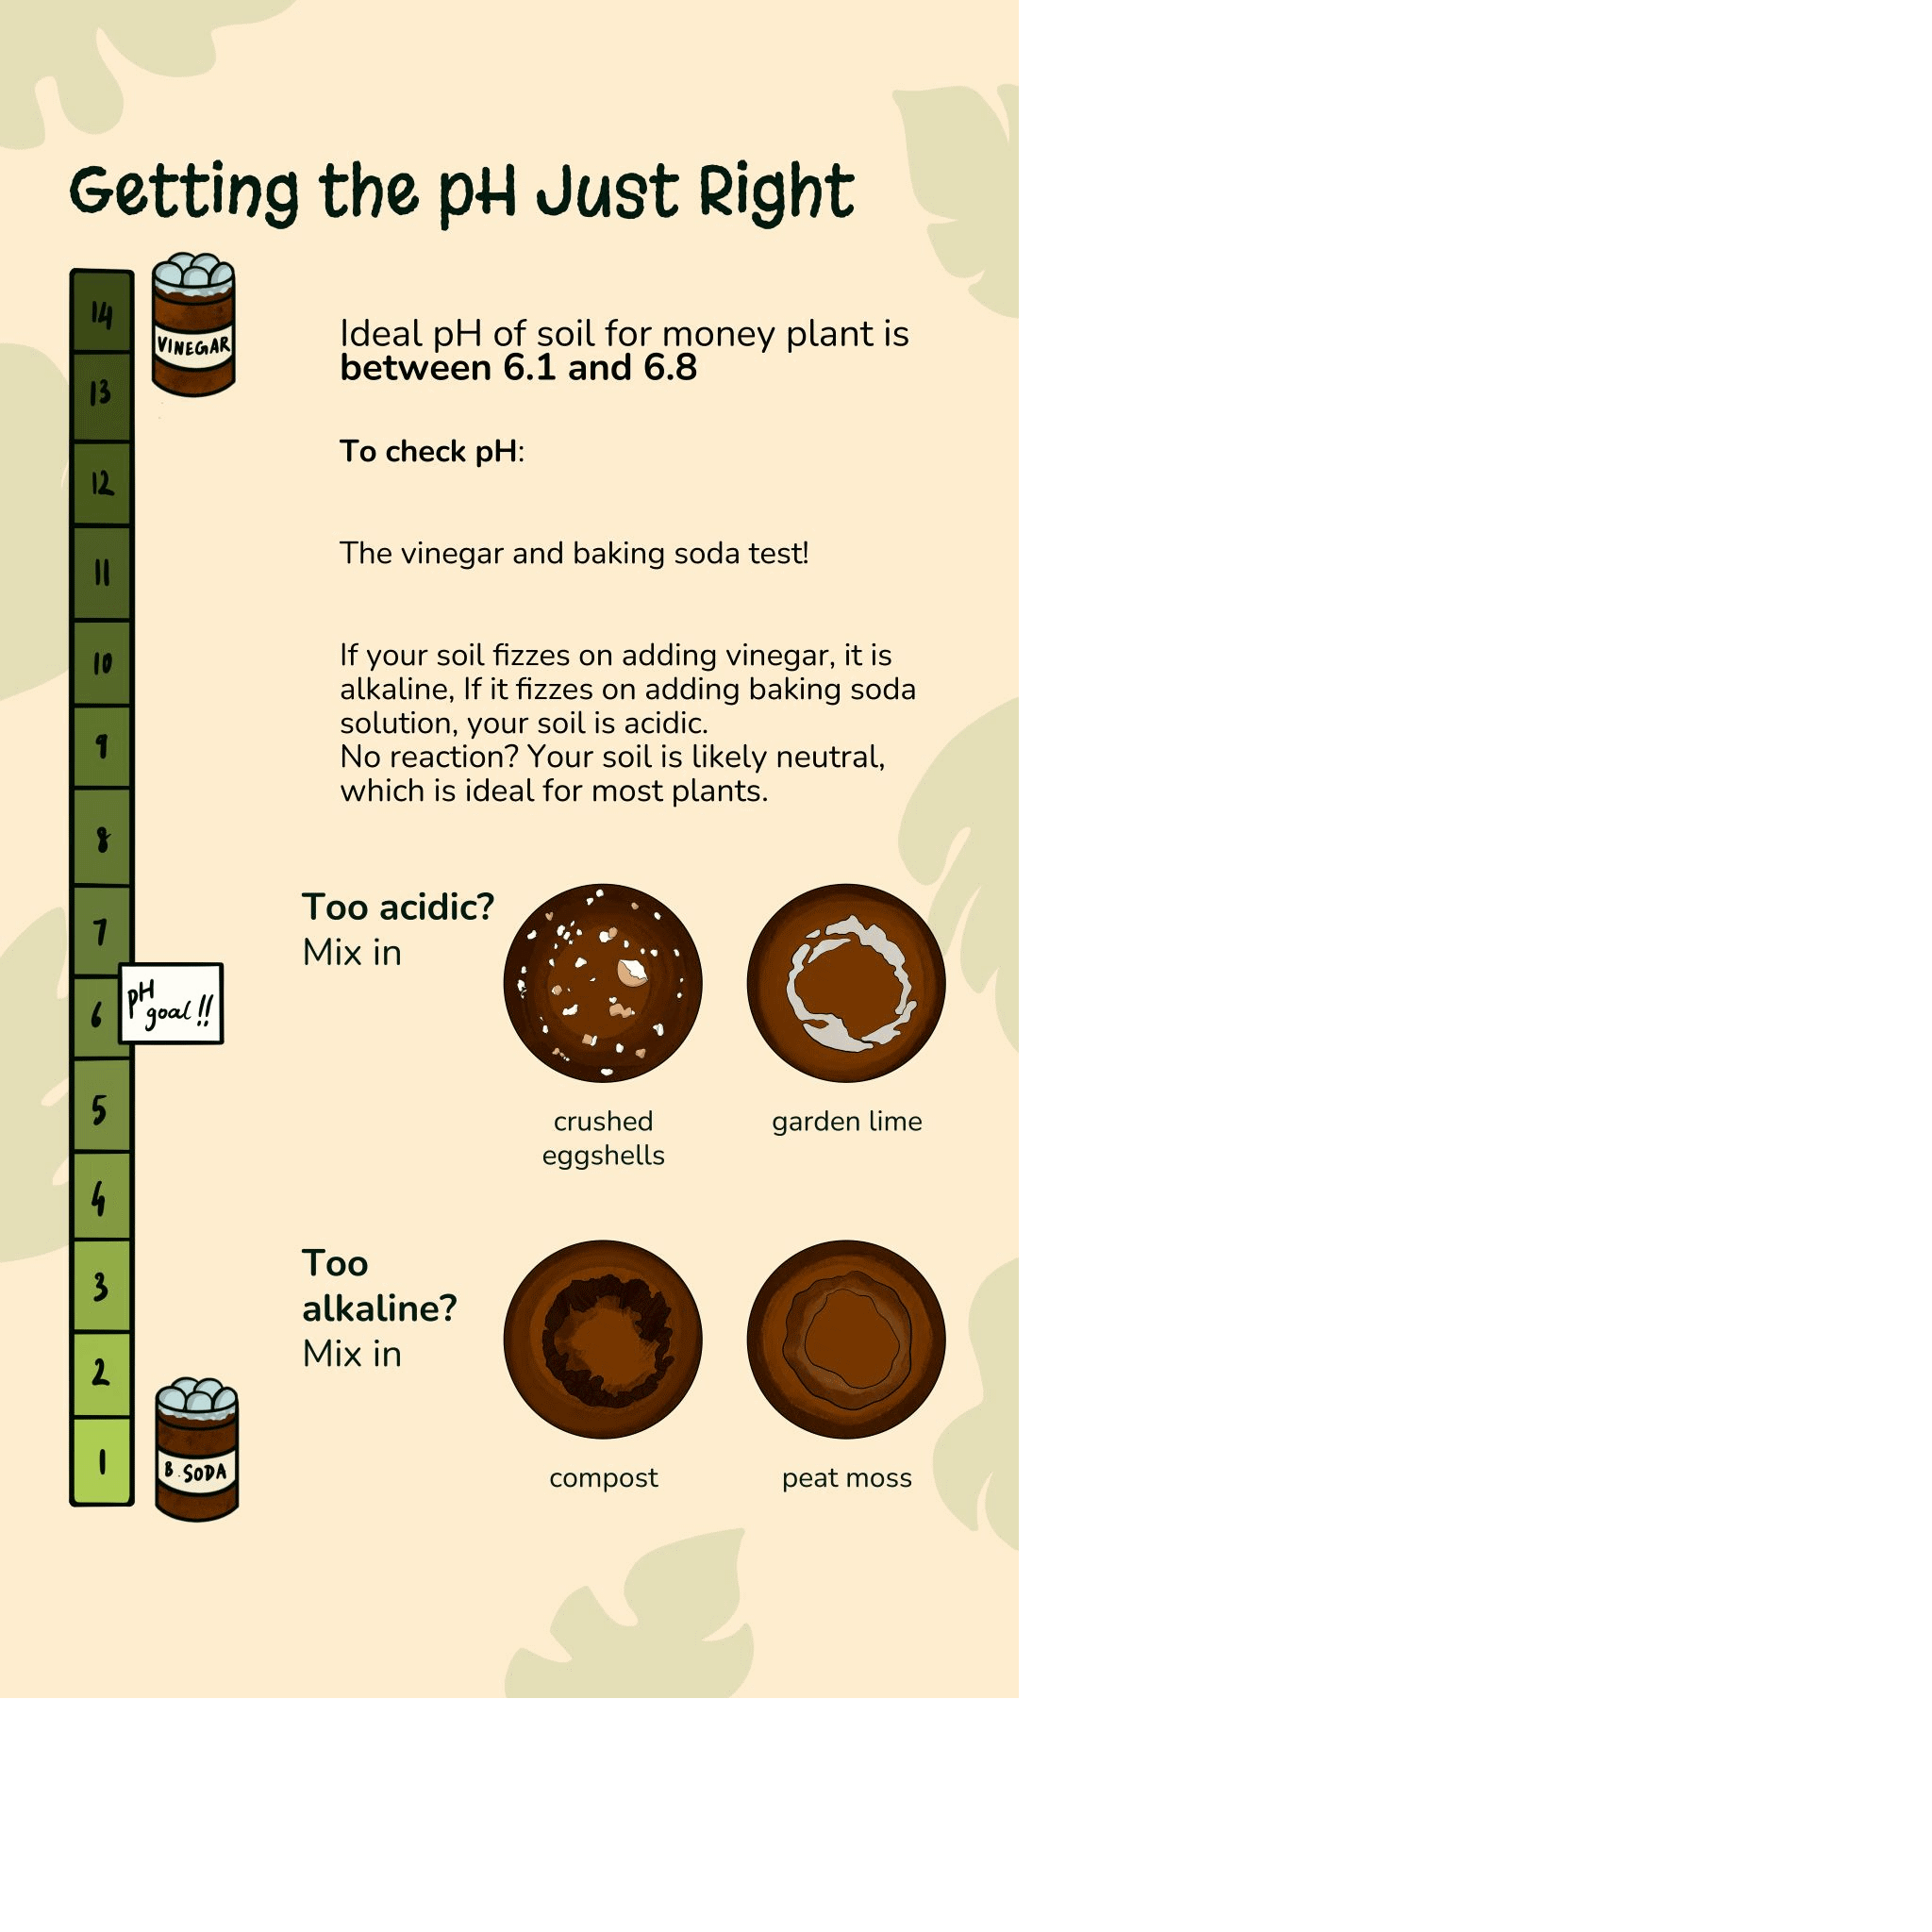 Getting the pH Just Right
14
VINEGAR
13
12
11
10
9
8
7
6
pH
goal!!
5
4
3
2
1
B. SODA
Ideal pH of soil for money plant is
between 6.1 and 6.8
To check pH:
The vinegar and baking soda test!
If your soil fizzes on adding vinegar, it is
alkaline, If it fizzes on adding baking soda
solution, your soil is acidic.
No reaction? Your soil is likely neutral,
which is ideal for most plants.
Too acidic?
Mix in
crushed
eggshells
garden lime
Too
alkaline?
Mix in
compost
peat moss